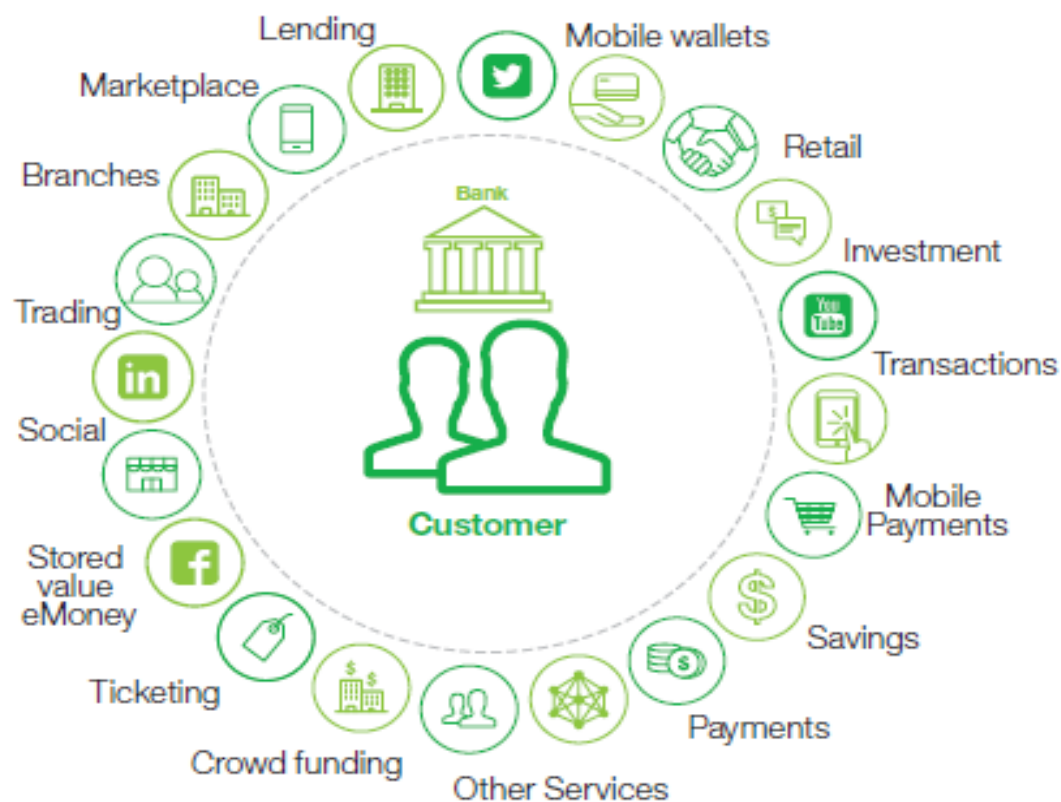 Lending
Mobile wallets
Marketplace
Retail
Branches
Bank
Investment
You
Tube
Trading
in
Transactions
Social
Mobile
Payments
Customer
Stored
value
eMoney
f
$
Savings
Ticketing
$
$ $
Payments
Crowd funding
Other Services